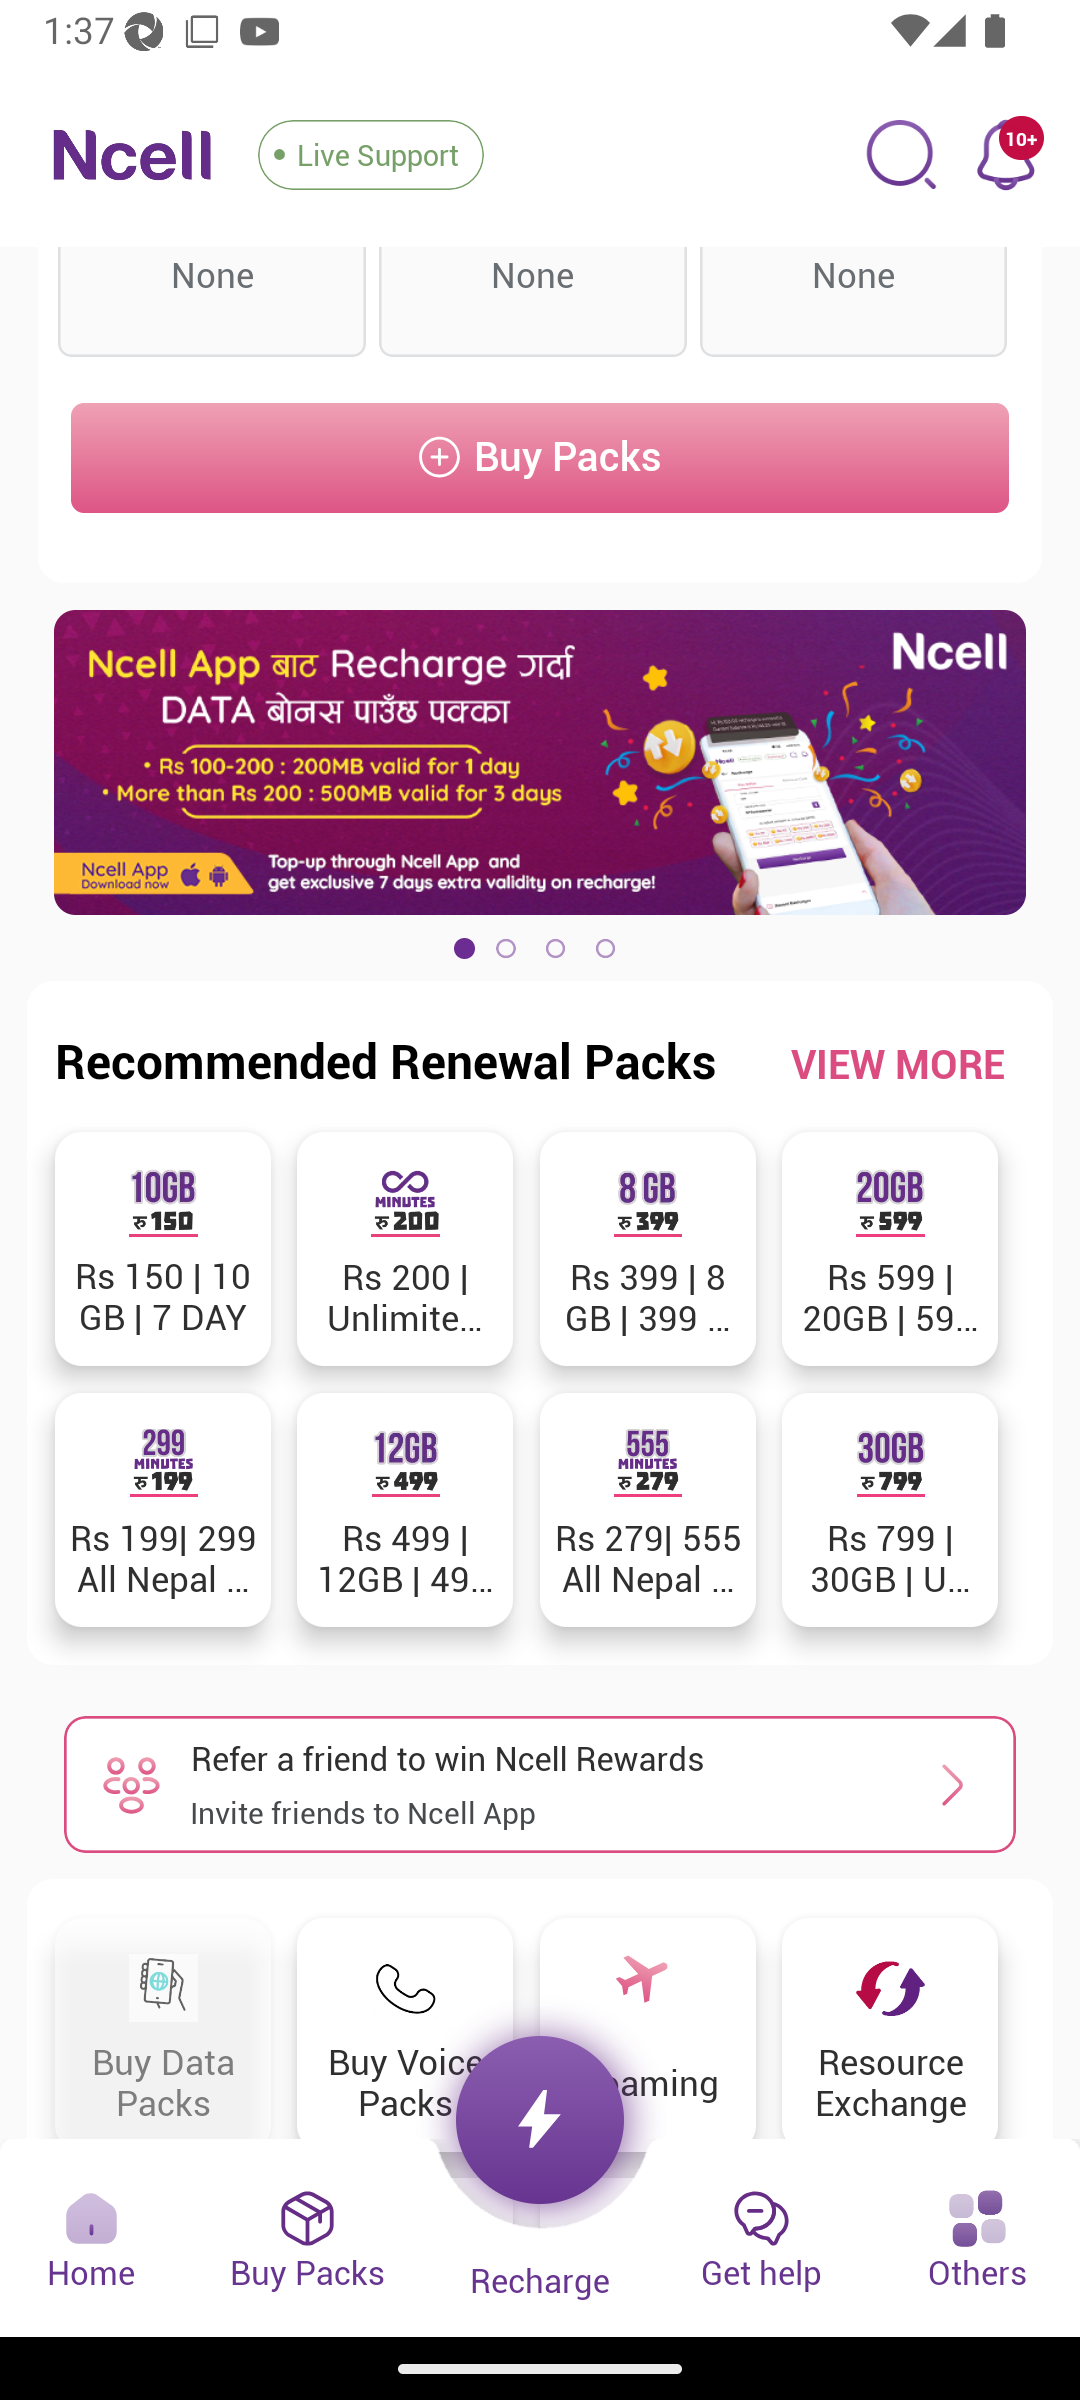 1:37
Ncell
Live Support
10+
None
None
None
Buy Packs
Ncell App बाट Recharge गर्दा
DATA बोनस पाउँछ पक्का
• Rs 100-200 : 200MB valid for 1 day
• More than Rs 200 : 500MB valid for 3 days
Ncell App
Download now
Top-up through Ncell App and
get exclusive 7 days extra validity on recharge!
Ncell
Recommended Renewal Packs
VIEW MORE
10GB
रु 150
Rs 150 | 10
GB | 7 DAY
MINUTES
रु 200
Rs 200 |
Unlimite...
8 GB
रु 399
Rs 399 | 8
GB | 399 ...
20GB
रु 599
Rs 599 |
20GB | 59...
299
MINUTES
रु 199
Rs 199| 299
All Nepal ...
12GB
रु 499
Rs 499 |
12GB | 49...
555
MINUTES
रु 279
Rs 279| 555
All Nepal ...
30GB
रु 799
Rs 799 |
30GB | U...
Refer a friend to win Ncell Rewards
Invite friends to Ncell App
Buy Data
Packs
Buy Voice
Packs
aming
Resource
Exchange
Home
Buy Packs
Recharge
Get help
Others